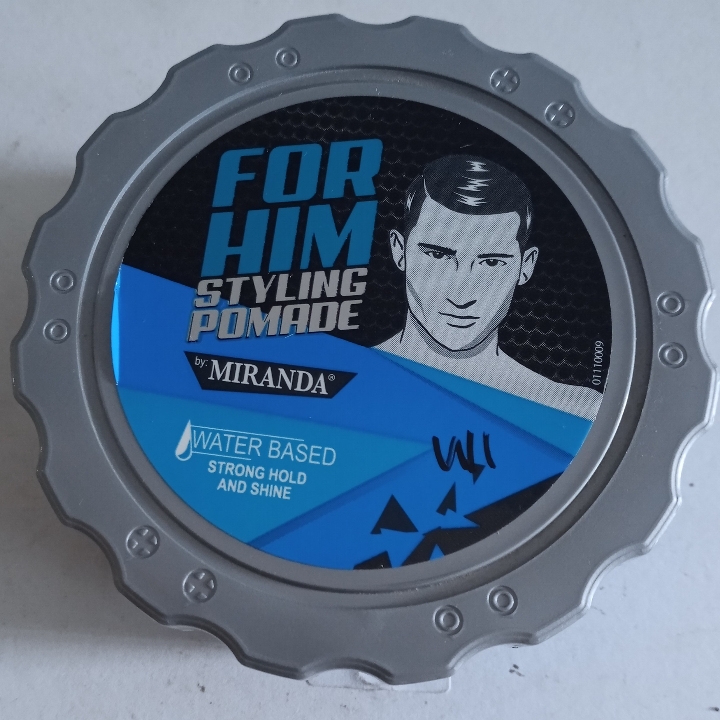 FOR
HIM
STYLING
POMADE
by: MIRANDA®
WATER BASED
STRONG HOLD
AND SHINE
01110009